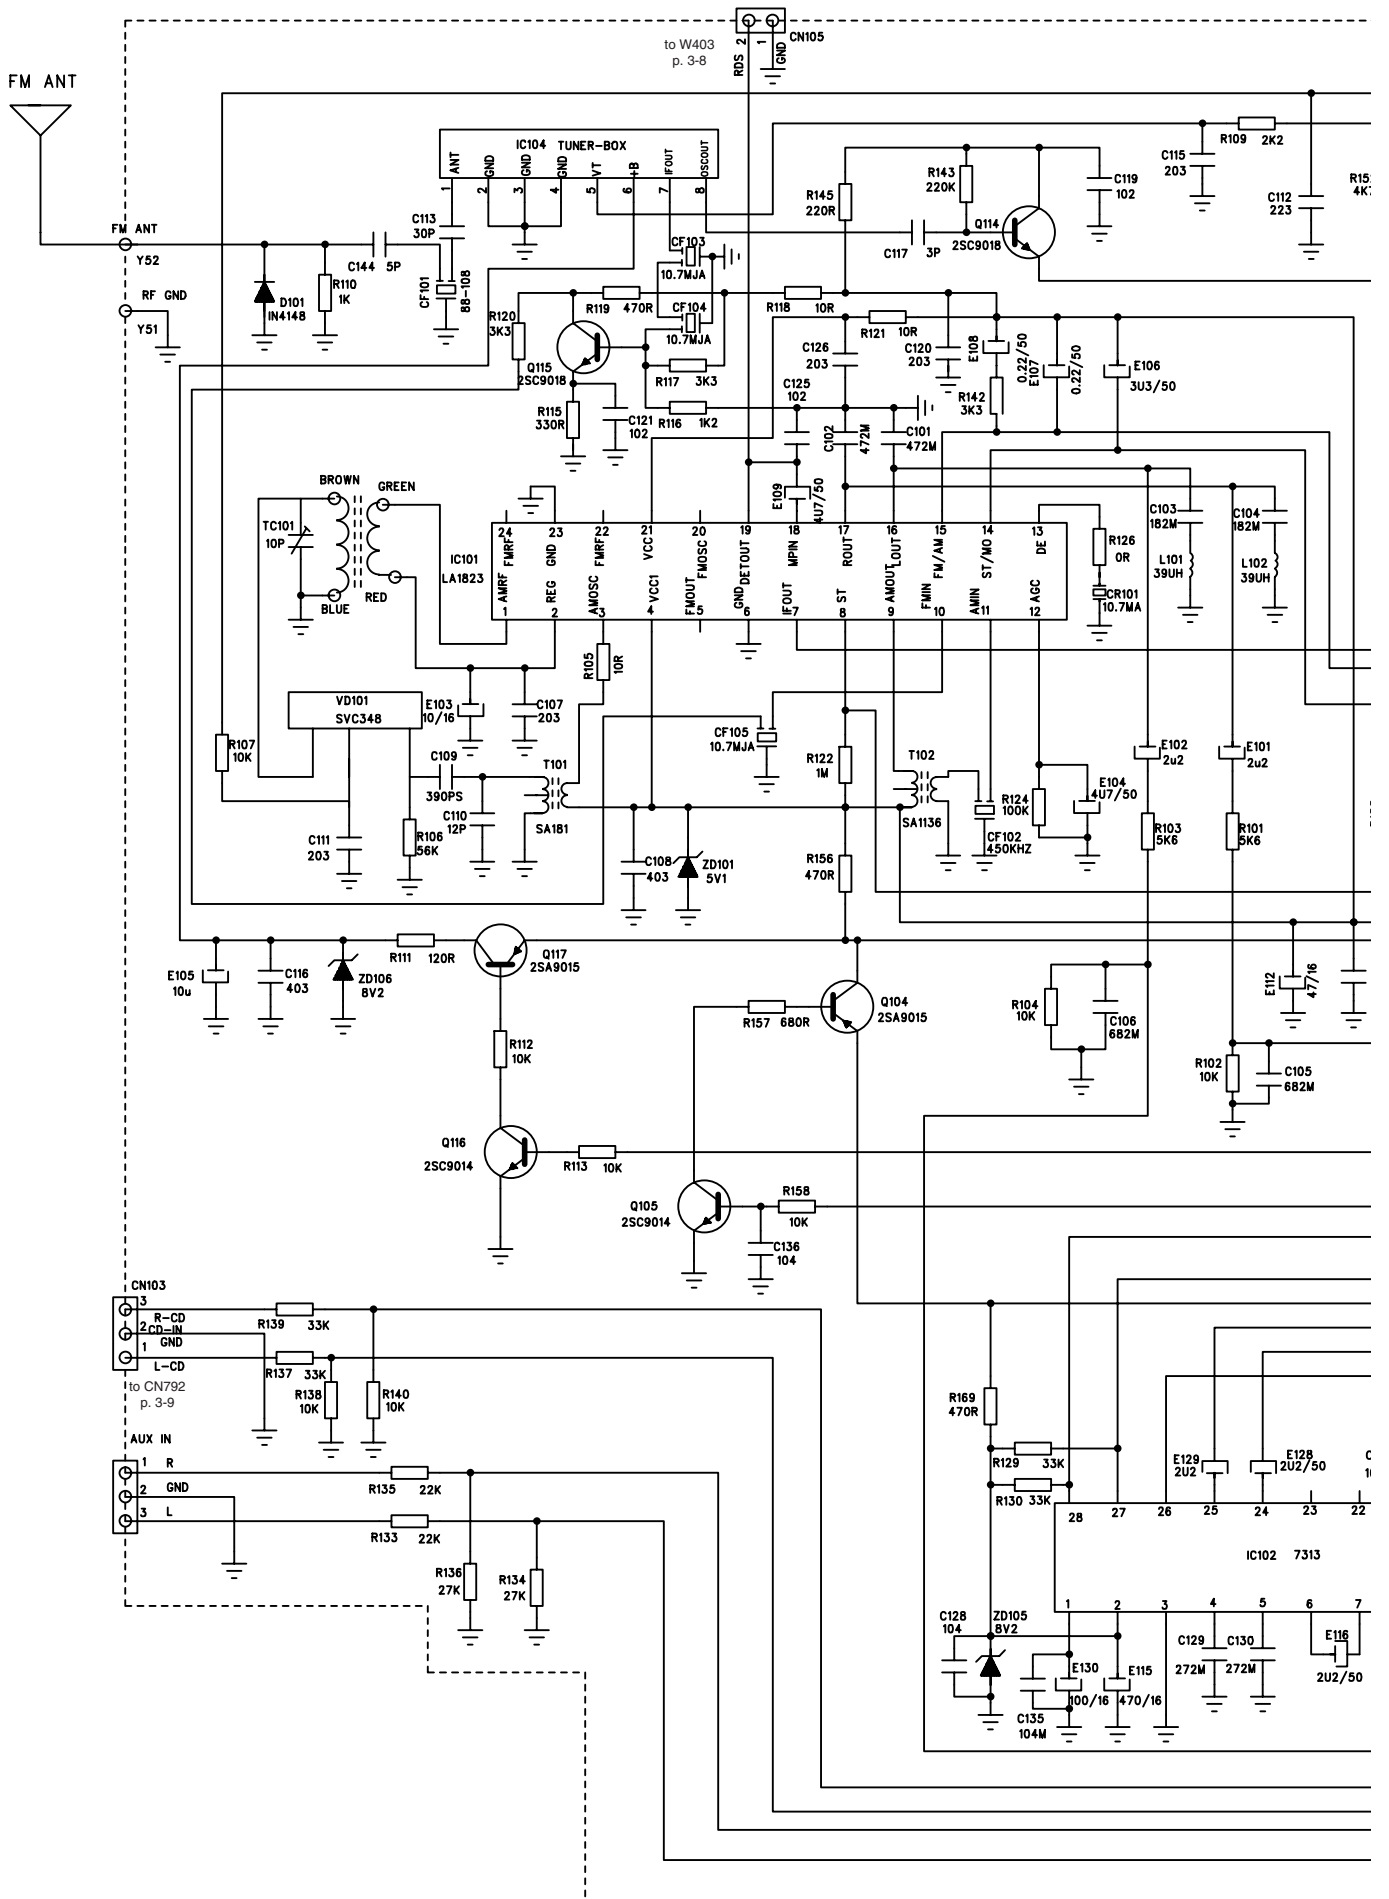 to W403
p. 3-8
RDS 2
1 GND
CN105
FM ANT
IC104 TUNER-BOX
ANT
GND
GND
GND
VT
+B
IFOUT
OSCOUT
1
2
3
4
5
6
7
8
R109 2K2
C115
203
C112
223
C119
102
R143
220K
R145
220R
Q114
2SC9018
C117 3P
C113
30P
FM ANT
Y52
C144 5P
CF101
88-108
CF103
10.7MJA
D101
IN4148
R110
1K
RF GND
Y51
R120
3K3
R119 470R
CF104
10.7MJA
R118 10R
R121 10R
Q115
2SC9018
R117 3K3
C126
203
C120
203
E108
0.22/50
E107
0.22/50
E106
3U3/50
R142
3K3
C125
102
R115
330R
C121
102
R116 1K2
C102
472M
C101
472M
E109
4U7/50
BROWN
GREEN
TC101
10P
BLUE
RED
IC101
LA1823
24
23
22
21
20
19
18
17
16
15
14
13
FMRF
GND
FMRF
VCC
FMOSC
DETOUT
MPIN
ROUT
LOUT
FM/AM
ST/MO
DE
AMRF
REG
AMOSC
VCC1
FMOUT
GND
IFOUT
ST
AMOUT
FMIN
AMIN
AGC
1
2
3
4
5
6
7
8
9
10
11
12
R126
0R
CR101
10.7MA
C103
182M
C104
182M
L101
39UH
L102
39UH
R105
10R
VD101
SVC348
E103
10/16
C107
203
R107
10K
C109
390PS
T101
SA181
C110
12P
R106
56K
C111
203
CF105
10.7MJA
R122
1M
T102
SA1136
R124
100K
CF102
450KHZ
E104
4U7/50
E102
2u2
E101
2u2
R103
5K6
R101
5K6
C108
403
ZD101
5V1
R156
470R
E105
10u
C116
403
ZD106
8V2
R111 120R
Q117
2SA9015
R157 680R
Q104
2SA9015
E112
47/16
R104
10K
C106
682M
R112
10K
R102
10K
C105
682M
Q116
2SC9014
R113 10K
Q105
2SC9014
R158
10K
C136
104
CN103
3
R-CD
2 CD-IN
GND
1
L-CD
R139 33K
R137 33K
R138
10K
R140
10K
to CN792
p. 3-9
AUX IN
1 R
2 GND
3 L
R135 22K
R133 22K
R136
27K
R134
27K
R169
470R
R129 33K
R130 33K
E129
2U2
E128
2U2/50
28
27
26
25
24
23
22
IC102 7313
1
2
3
4
5
6
7
C128
104
ZD105
8V2
C135
104M
E130
100/16
E115
470/16
C129
272M
C130
272M
E116
2U2/50